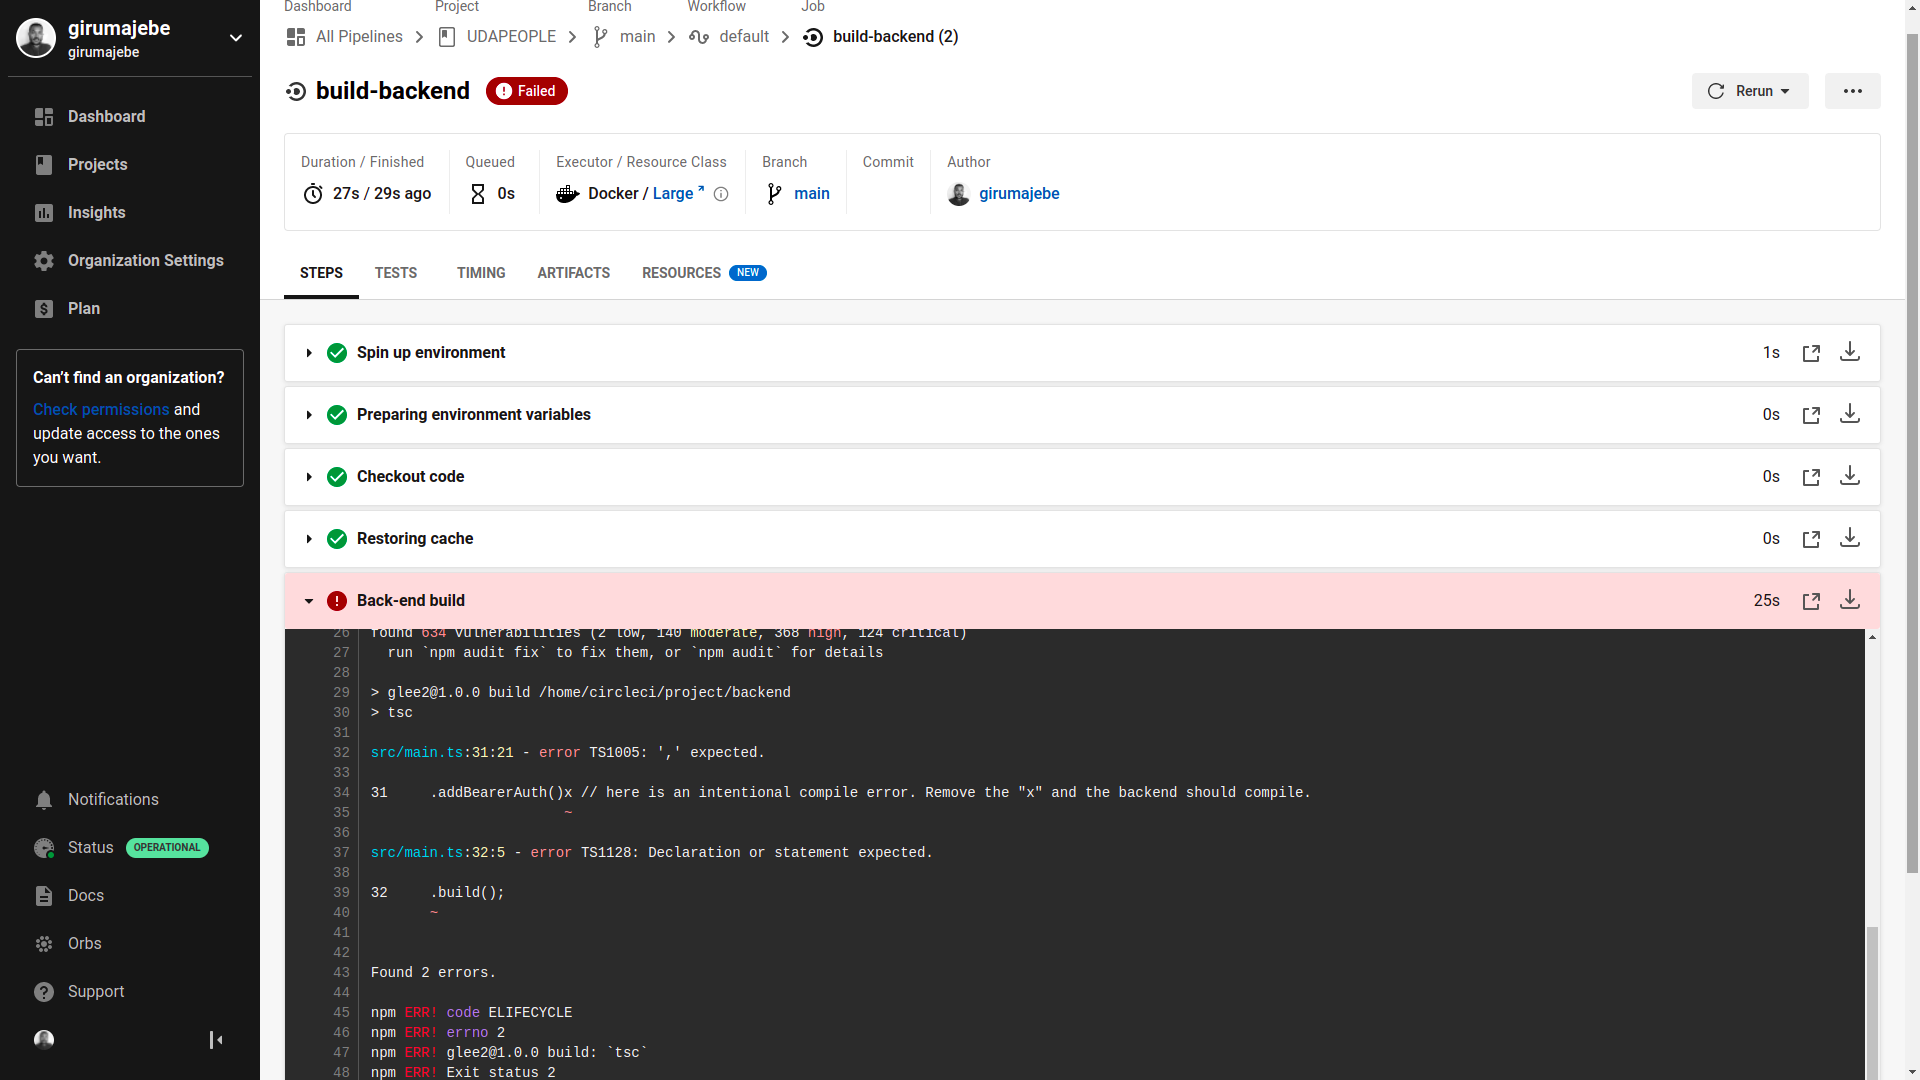 girumajebe
girumajebe
Dashboard
Projects
Insights
Organization Settings
Plan
Can't find an organization?
Check permissions and
update access to the ones
you want.
Notifications
Status OPERATIONAL
Docs
Orbs
Support
Dashboard Project Branch Workflow Job
All Pipelines UDAPEOPLE main default build-backend (2)
build-backend Failed
Rerun
Duration / Finished Queued Executor / Resource Class Branch Commit Author
27s / 29s ago 0s Docker / Large main girumajebe
STEPS TESTS TIMING ARTIFACTS RESOURCES NEW
Spin up environment 1s
Preparing environment variables 0s
Checkout code 0s
Restoring cache 0s
Back-end build 25s
26 found 634 vulnerabilities (2 low, 140 moderate, 368 high, 124 critical)
27 run `npm audit fix` to fix them, or `npm audit` for details
28
29 > glee2@1.0.0 build /home/circleci/project/backend
30 > tsc
31
32 src/main.ts:31:21 - error TS1005: ',' expected.
33
34 31 .addBearerAuth()x // here is an intentional compile error. Remove the "x" and the backend should compile.
35 ~
36
37 src/main.ts:32:5 - error TS1128: Declaration or statement expected.
38
39 32 .build();
40 ~
41
42
43 Found 2 errors.
44
45 npm ERR! code ELIFECYCLE
46 npm ERR! errno 2
47 npm ERR! glee2@1.0.0 build: `tsc`
48 npm ERR! Exit status 2